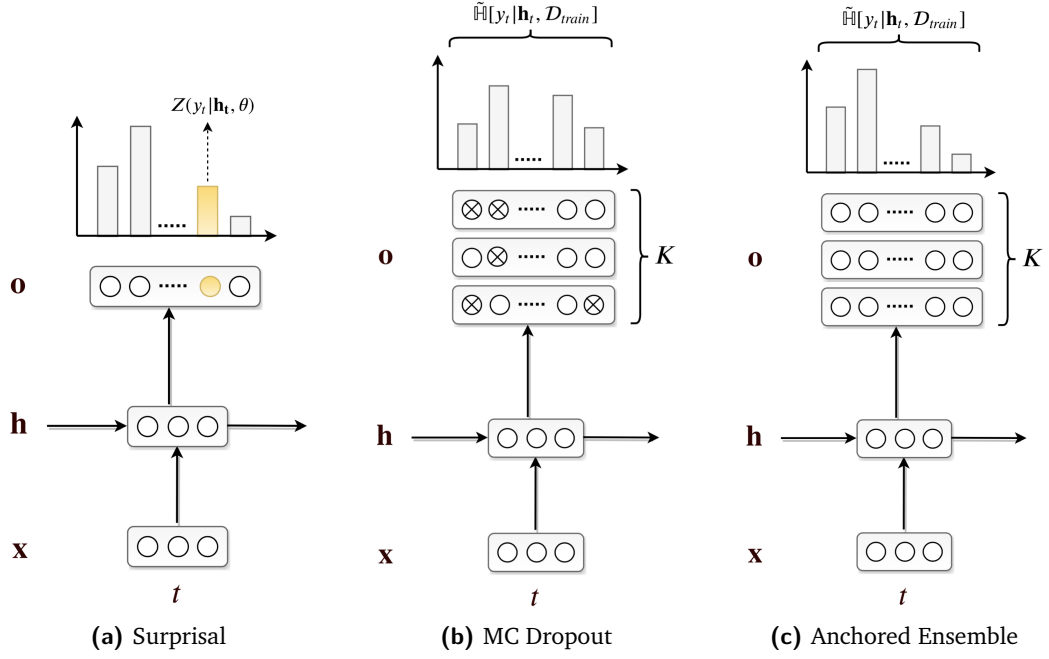 Z(y_t|h_t, θ)
.....
o
.....
h
x
t
(a) Surprisal
H̃[y_t|h_t, D_train]
.....
.....
o
.....
K
.....
h
x
t
(b) MC Dropout
H̃[y_t|h_t, D_train]
.....
.....
o
.....
K
.....
h
x
t
(c) Anchored Ensemble